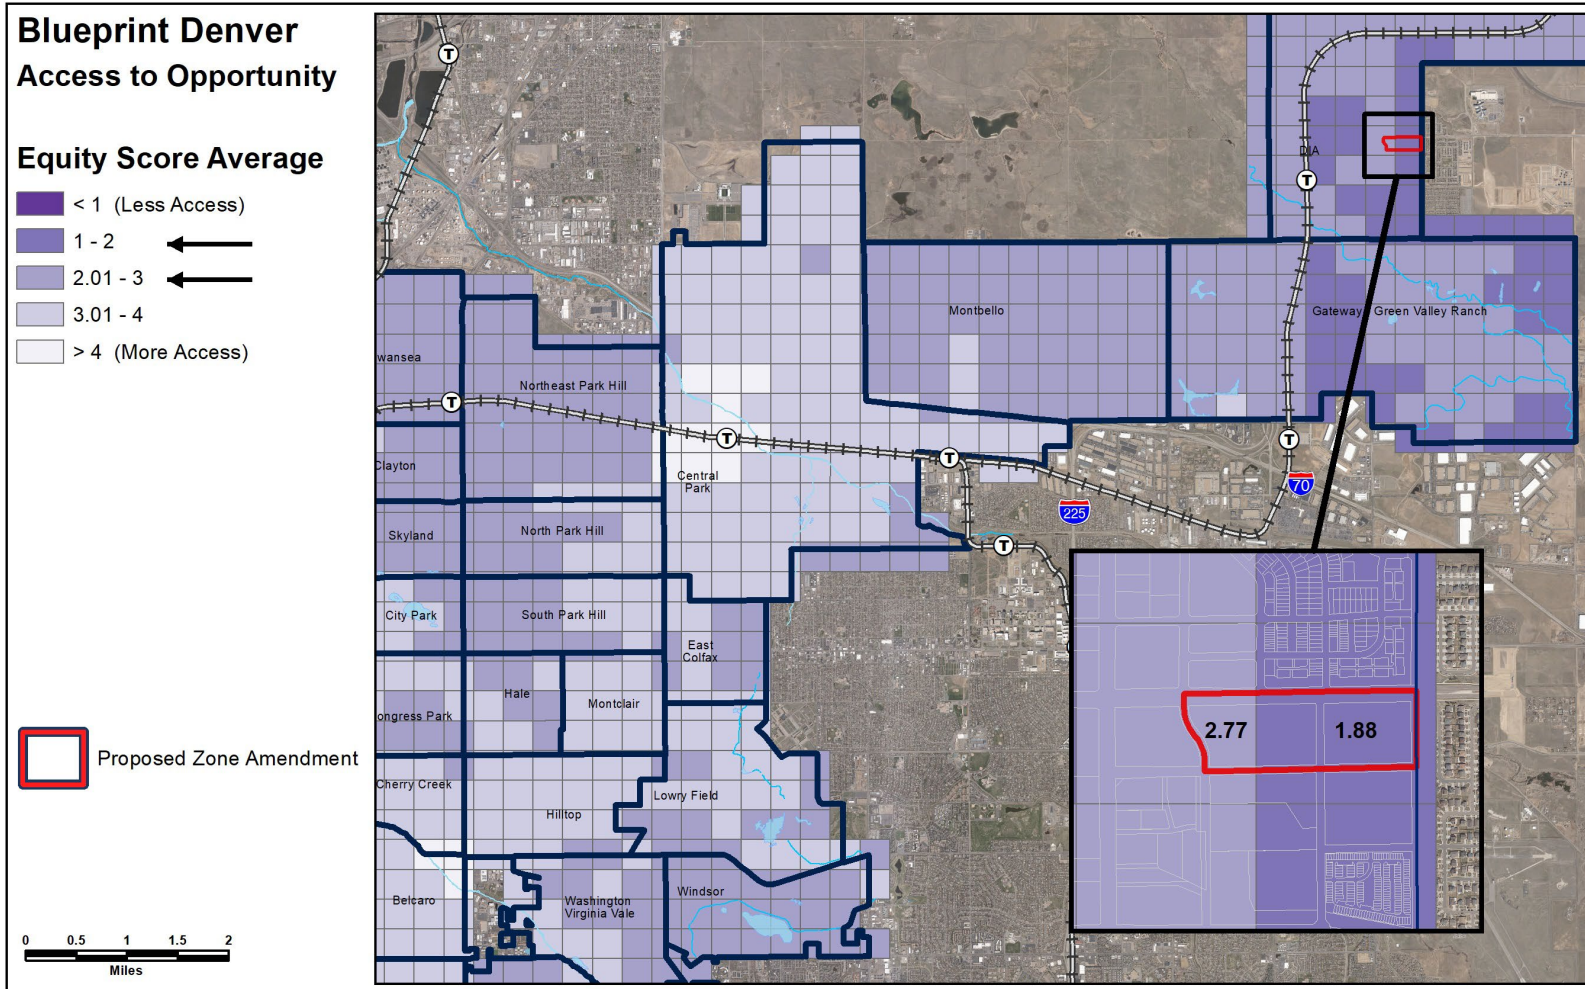 Blueprint Denver
Access to Opportunity
Equity Score Average
< 1 (Less Access)
1 - 2
2.01 - 3
3.01 - 4
> 4 (More Access)
Proposed Zone Amendment
0 0.5 1 1.5 2
Miles
T
DIA
T
Montbello
Gateway / Green Valley Ranch
wansea
Northeast Park Hill
T
T
T
T
Clayton
Central
Park
70
225
Skyland
North Park Hill
T
City Park
South Park Hill
East
Colfax
Hale
Montclair
ongress Park
2.77
1.88
Cherry Creek
Hilltop
Lowry Field
Belcaro
Washington
Virginia Vale
Windsor